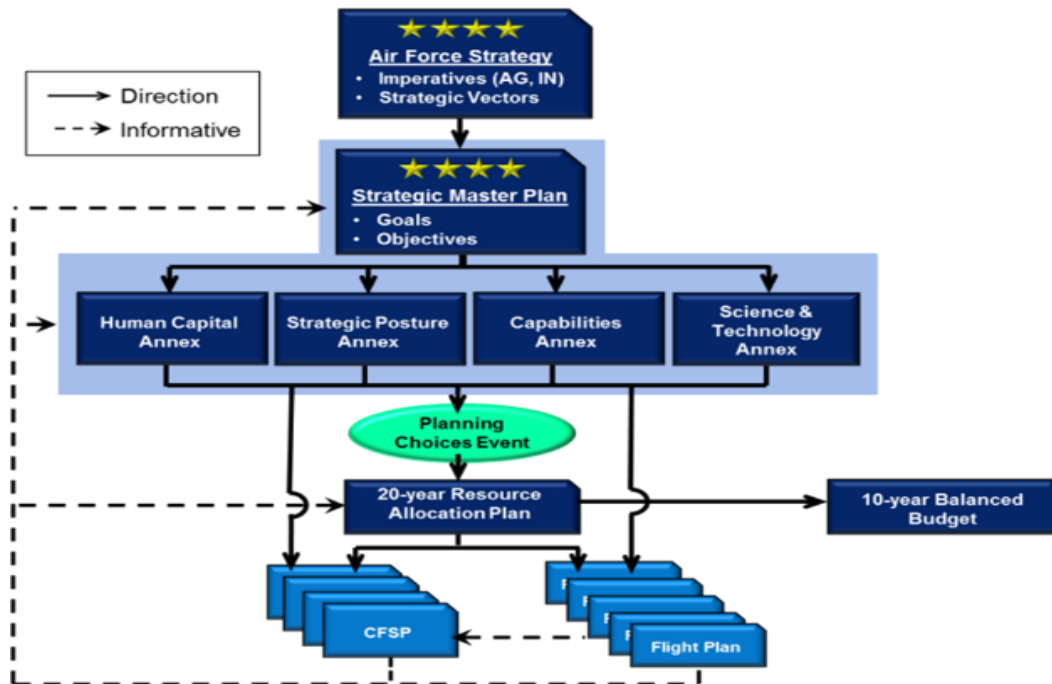 Air Force Strategy
• Imperatives (AG, IN)
• Strategic Vectors
Direction
Informative
Strategic Master Plan
• Goals
• Objectives
Human Capital
Annex
Strategic Posture
Annex
Capabilities
Annex
Science &
Technology
Annex
Planning
Choices Event
20-year Resource
Allocation Plan
10-year Balanced
Budget
CFSP
F
F
F
F
Flight Plan